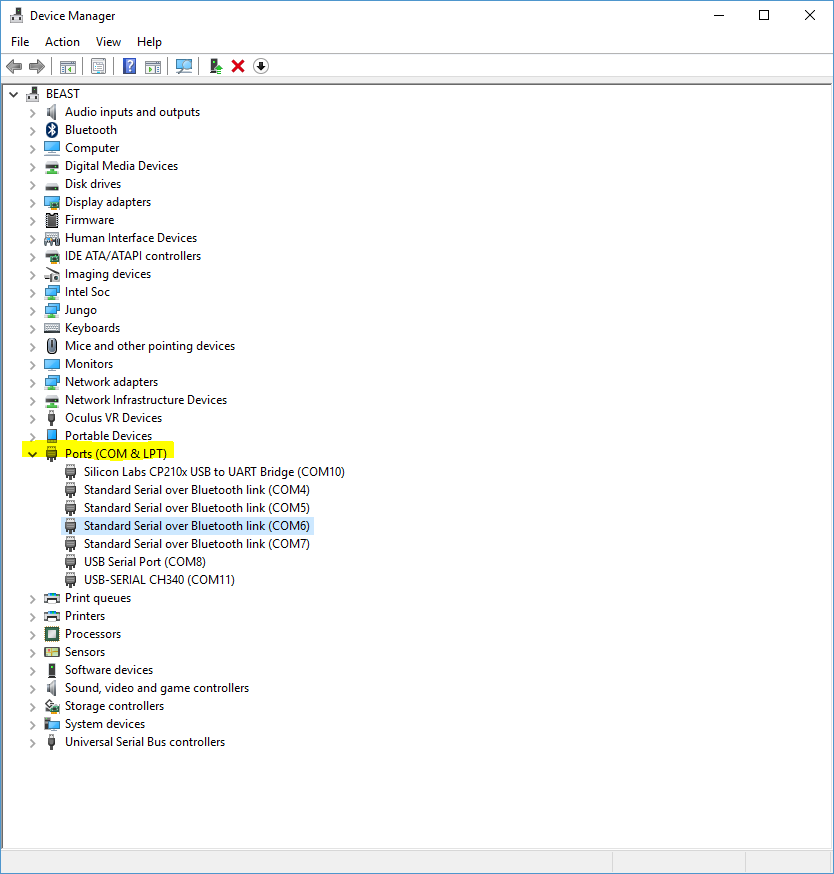 Device Manager
File Action View Help
BEAST
Audio inputs and outputs
Bluetooth
Computer
Digital Media Devices
Disk drives
Display adapters
Firmware
Human Interface Devices
IDE ATA/ATAPI controllers
Imaging devices
Intel Soc
Jungo
Keyboards
Mice and other pointing devices
Monitors
Network adapters
Network Infrastructure Devices
Oculus VR Devices
Portable Devices
Ports (COM & LPT)
Silicon Labs CP210x USB to UART Bridge (COM10)
Standard Serial over Bluetooth link (COM4)
Standard Serial over Bluetooth link (COM5)
Standard Serial over Bluetooth link (COM6)
Standard Serial over Bluetooth link (COM7)
USB Serial Port (COM8)
USB-SERIAL CH340 (COM11)
Print queues
Printers
Processors
Sensors
Software devices
Sound, video and game controllers
Storage controllers
System devices
Universal Serial Bus controllers